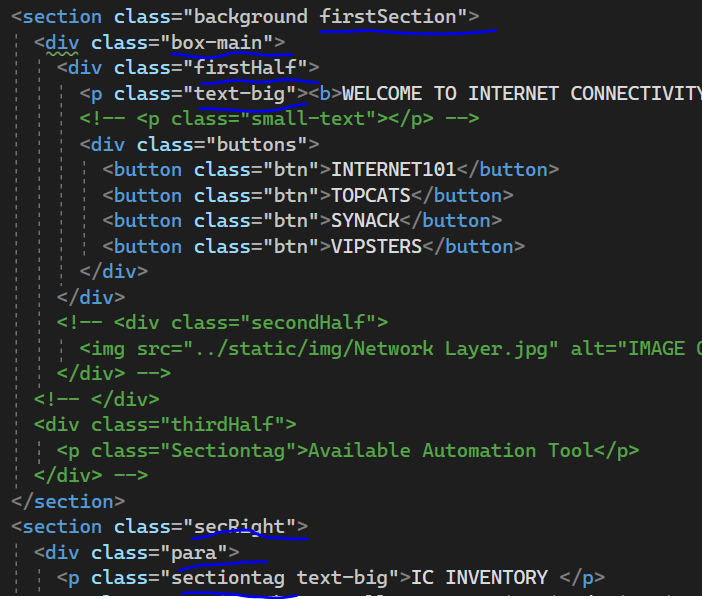 <section class="background firstSection">
<div class="box-main">
<div class="firstHalf">
<p class="text-big"><b>WELCOME TO INTERNET CONNECTIVITY
<!-- <p class="small-text"></p> -->
<div class="buttons">
<button class="btn">INTERNET101</button>
<button class="btn">TOPCATS</button>
<button class="btn">SYNACK</button>
<button class="btn">VIPSTERS</button>
</div>
</div>
<!-- <div class="secondHalf">
<img src="../static/img/Network Layer.jpg" alt="IMAGE
</div> -->
<!-- </div>
<div class="thirdHalf">
<p class="Sectiontag">Available Automation Tool</p>
</div> -->
</section>
<section class="secRight">
<div class="para">
<p class="sectiontag text-big">IC INVENTORY </p>